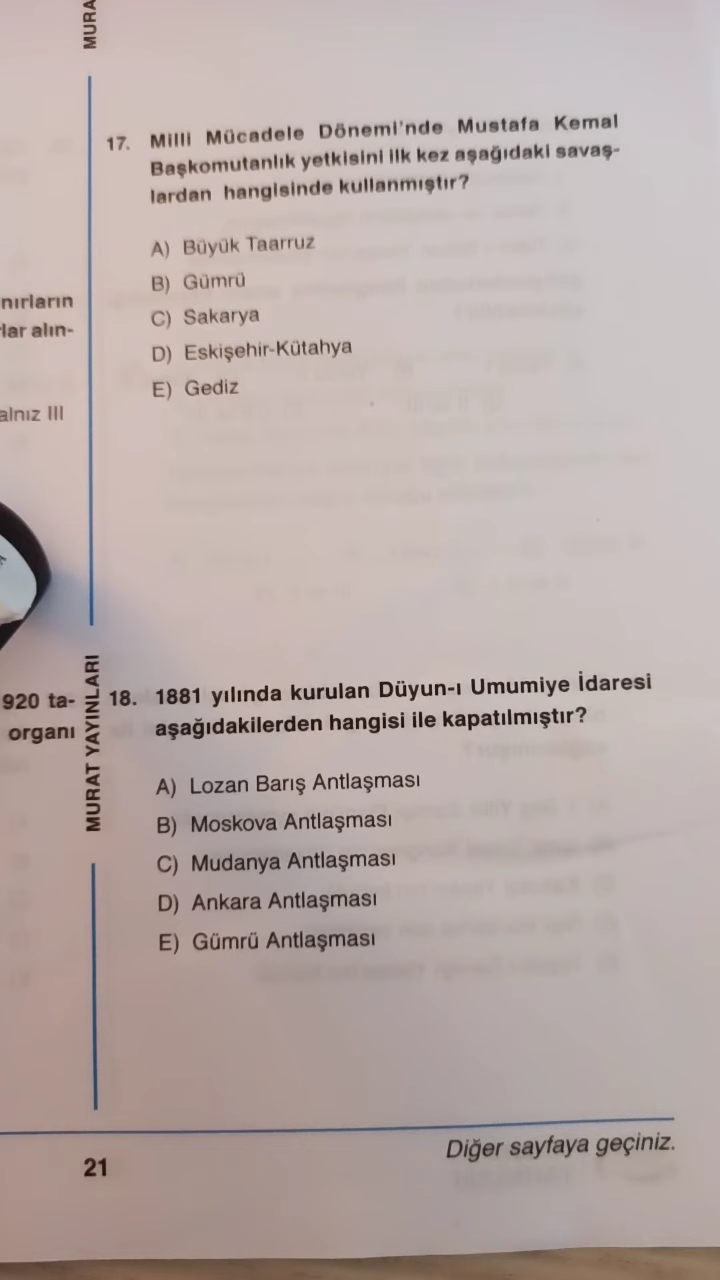 MURA
nırların
lar alın-
alnız III
920 ta-
organı
MURAT YAYINLARI
17. Milli Mücadele Dönemi'nde Mustafa Kemal
Başkomutanlık yetkisini ilk kez aşağıdaki savaş-
lardan hangisinde kullanmıştır?
A) Büyük Taarruz
B) Gümrü
C) Sakarya
D) Eskişehir-Kütahya
E) Gediz
18. 1881 yılında kurulan Düyun-ı Umumiye İdaresi
aşağıdakilerden hangisi ile kapatılmıştır?
A) Lozan Barış Antlaşması
B) Moskova Antlaşması
C) Mudanya Antlaşması
D) Ankara Antlaşması
E) Gümrü Antlaşması
21
Diğer sayfaya geçiniz.